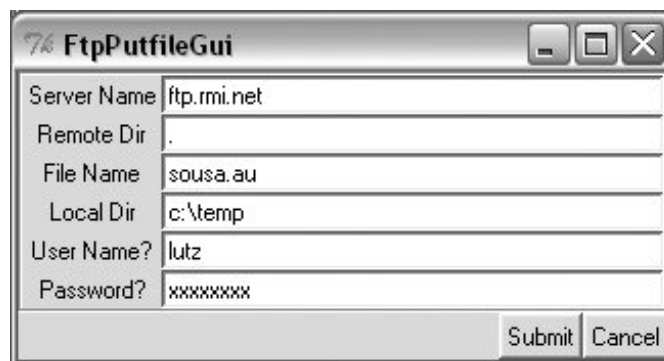 FtpPutfileGui
Server Name ftp.rmi.net
Remote Dir .
File Name sousa.au
Local Dir c:\temp
User Name? lutz
Password? xxxxxxxx
Submit Cancel